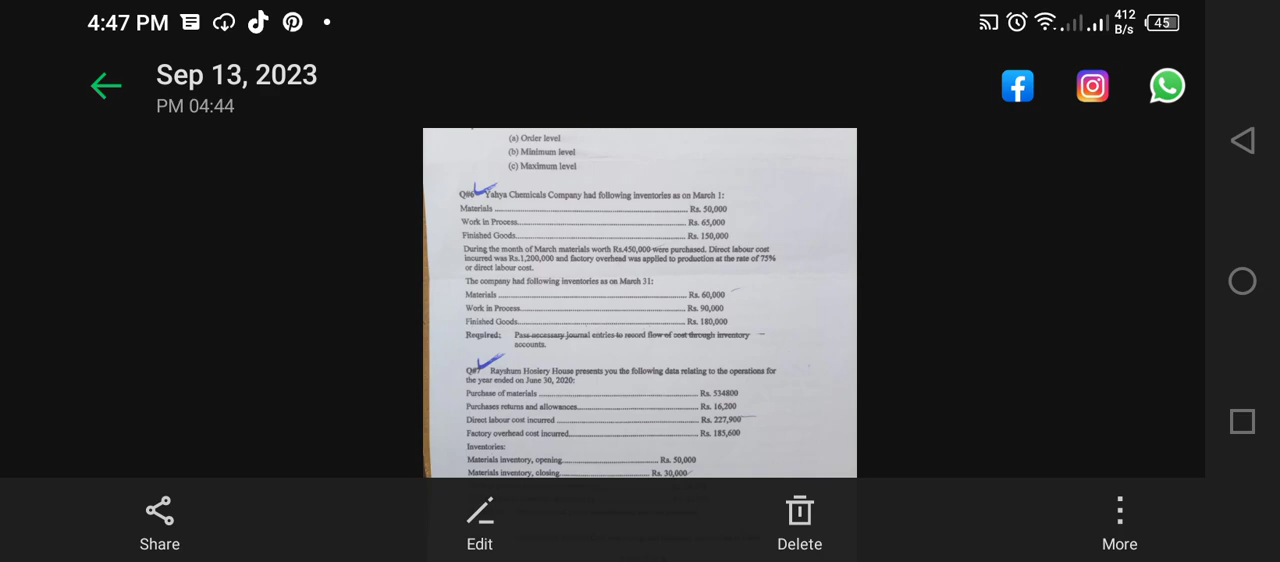 4:47 PM
412
B/s
45
Sep 13, 2023
PM 04:44
(a) Order level
(b) Minimum level
(c) Maximum level
Q#6 Yahya Chemicals Company had following inventories as on March 1:
Materials ........................................ Rs. 50,000
Work in Process........................................ Rs. 65,000
Finished Goods........................................ Rs. 150,000
During the month of March materials worth Rs.450,000 were purchased. Direct labour cost
incurred was Rs.1,200,000 and factory overhead was applied to production at the rate of 75%
or direct labour cost.
The company had following inventories as on March 31:
Materials ........................................ Rs. 60,000
Work in Process........................................ Rs. 90,000
Finished Goods........................................ Rs. 180,000
Required: Pass necessary journal entries to record flow of cost through inventory
accounts.
Q#7 Rayshum Hosiery House presents you the following data relating to the operations for
the year ended on June 30, 2020:
Purchase of materials ........................................ Rs. 534800
Purchases returns and allowances........................................ Rs. 16,200
Direct labour cost incurred ........................................ Rs. 227,900
Factory overhead cost incurred........................................ Rs. 185,600
Inventories:
Materials inventory, opening........................................ Rs. 50,000
Materials inventory, closing........................................ Rs. 30,000
Share
Edit
Delete
More